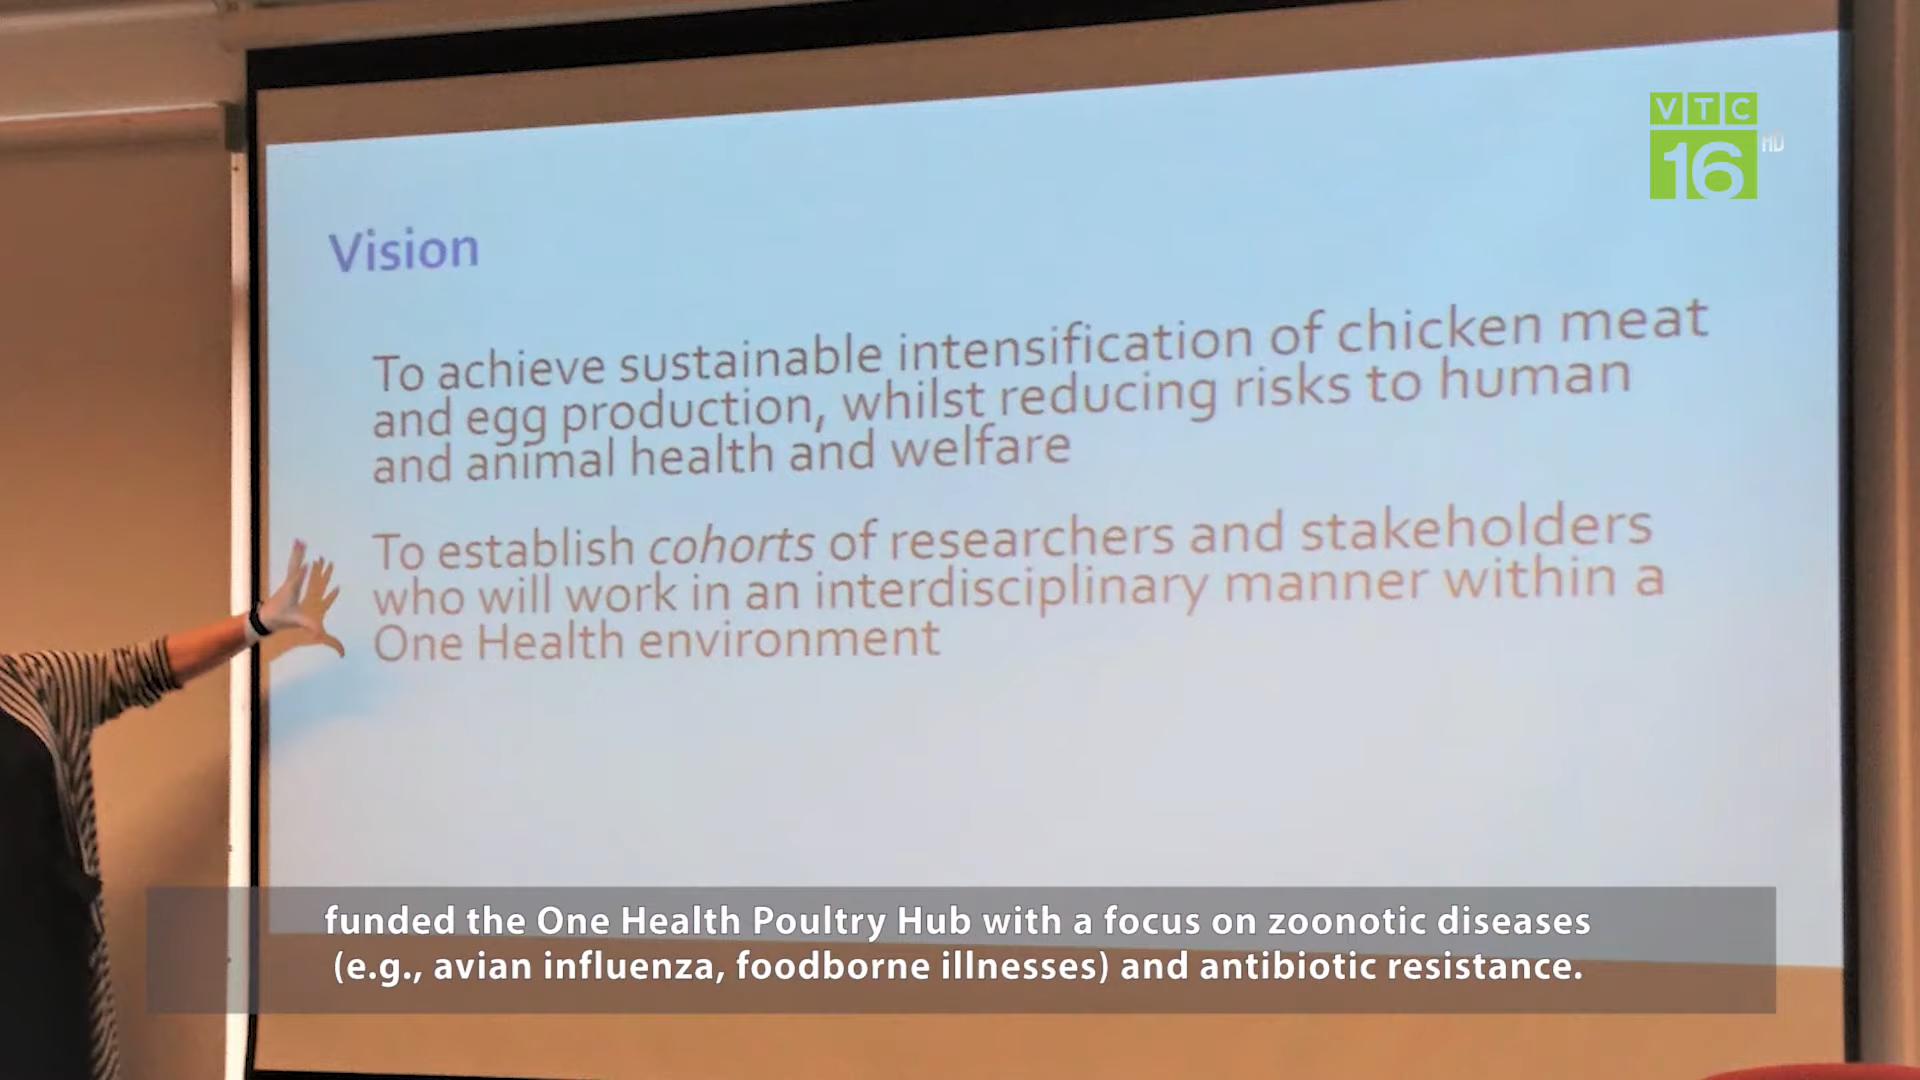 VTC
16
HD
Vision
To achieve sustainable intensification of chicken meat
and egg production, whilst reducing risks to human
and animal health and welfare
To establish cohorts of researchers and stakeholders
who will work in an interdisciplinary manner within a
One Health environment
funded the One Health Poultry Hub with a focus on zoonotic diseases
(e.g., avian influenza, foodborne illnesses) and antibiotic resistance.